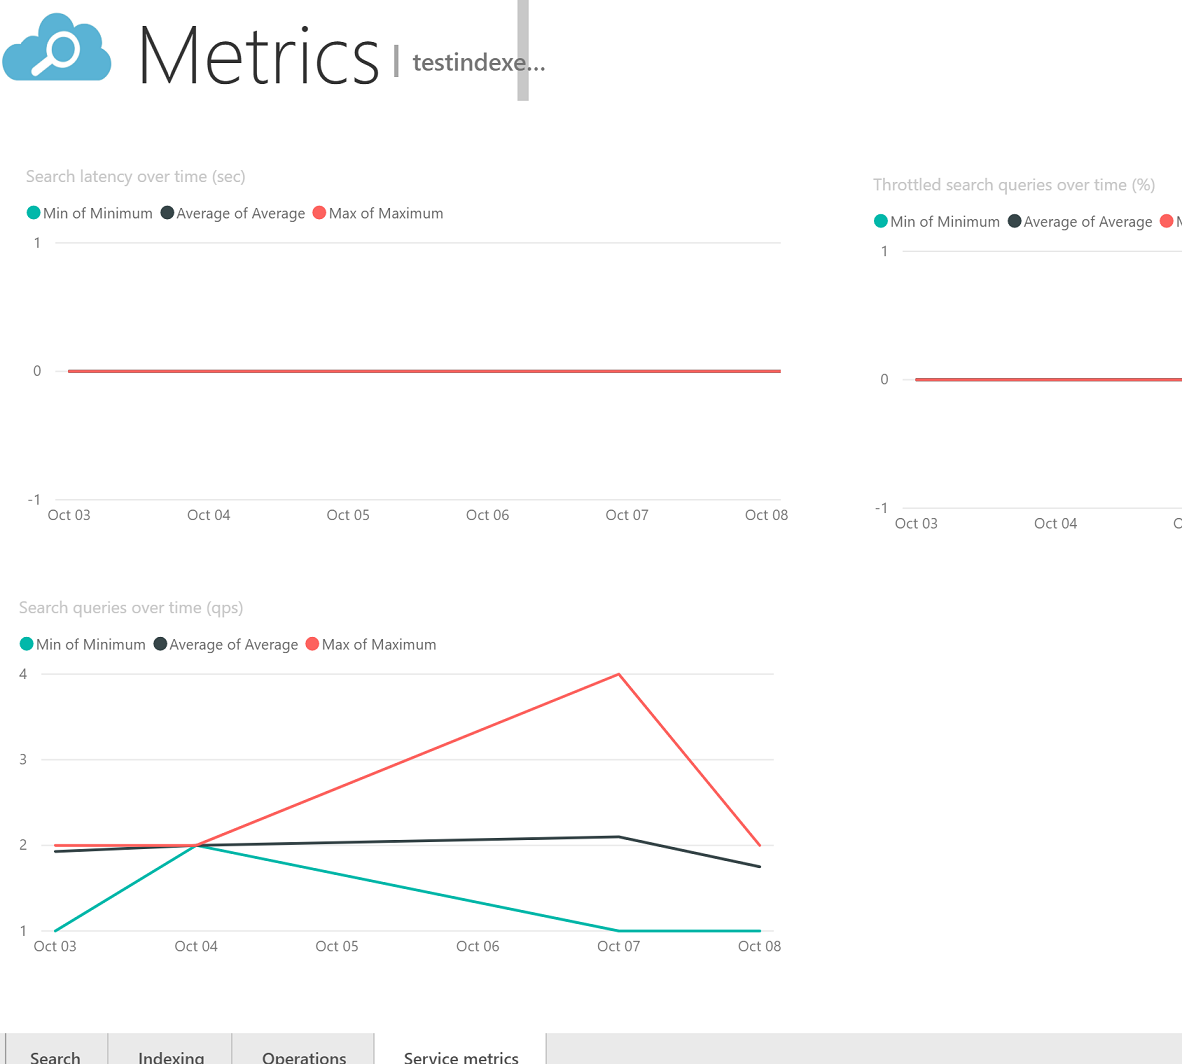 Metrics | testindexe...
Search latency over time (sec)
Min of Minimum Average of Average Max of Maximum
1
0
-1
Oct 03 Oct 04 Oct 05 Oct 06 Oct 07 Oct 08
Throttled search queries over time (%)
Min of Minimum Average of Average M
1
0
-1
Oct 03 Oct 04 O
Search queries over time (qps)
Min of Minimum Average of Average Max of Maximum
4
3
2
1
Oct 03 Oct 04 Oct 05 Oct 06 Oct 07 Oct 08
Search Indexing Operations Service metrics